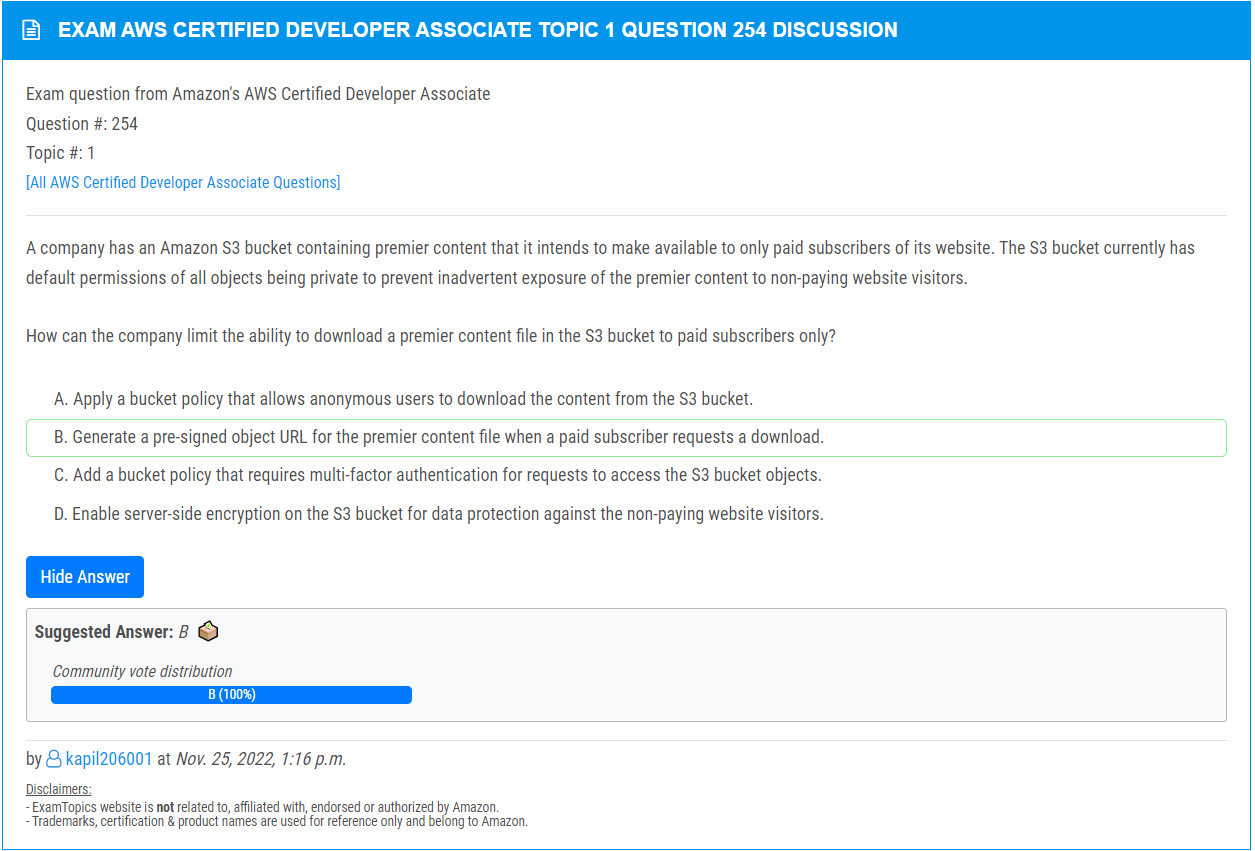 EXAM AWS CERTIFIED DEVELOPER ASSOCIATE TOPIC 1 QUESTION 254 DISCUSSION
Exam question from Amazon's AWS Certified Developer Associate
Question #: 254
Topic #: 1
[All AWS Certified Developer Associate Questions]
A company has an Amazon S3 bucket containing premier content that it intends to make available to only paid subscribers of its website. The S3 bucket currently has
default permissions of all objects being private to prevent inadvertent exposure of the premier content to non-paying website visitors.
How can the company limit the ability to download a premier content file in the S3 bucket to paid subscribers only?
A. Apply a bucket policy that allows anonymous users to download the content from the S3 bucket.
B. Generate a pre-signed object URL for the premier content file when a paid subscriber requests a download.
C. Add a bucket policy that requires multi-factor authentication for requests to access the S3 bucket objects.
D. Enable server-side encryption on the S3 bucket for data protection against the non-paying website visitors.
Hide Answer
Suggested Answer: B
Community vote distribution
B (100%)
by kapil206001 at Nov. 25, 2022, 1:16 p.m.
Disclaimers:
- ExamTopics website is not related to, affiliated with, endorsed or authorized by Amazon.
- Trademarks, certification & product names are used for reference only and belong to Amazon.